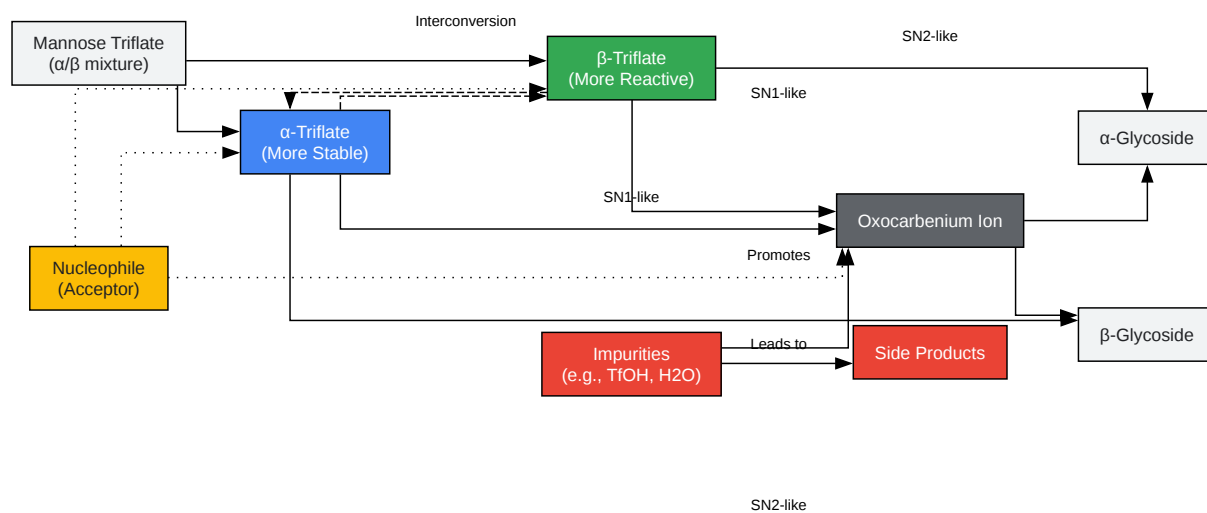 Interconversion
SN2-like
Mannose Triflate
(α/β mixture)
β-Triflate
(More Reactive)
SN1-like
α-Triflate
(More Stable)
α-Glycoside
SN1-like
Oxocarbenium Ion
Promotes
Nucleophile
(Acceptor)
β-Glycoside
Leads to
Impurities
(e.g., TfOH, H2O)
Side Products
SN2-like